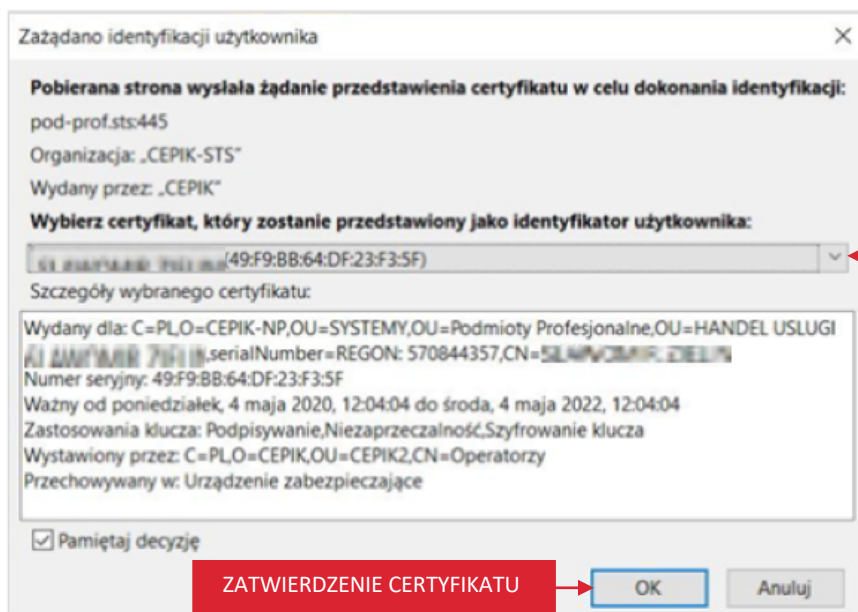 Zażądano identyfikacji użytkownika
Pobierana strona wysłała żądanie przedstawienia certyfikatu w celu dokonania identyfikacji:
pod-prof.sts:445
Organizacja: „CEPIK-STS”
Wydany przez: „CEPIK”
Wybierz certyfikat, który zostanie przedstawiony jako identyfikator użytkownika:
(49:F9:BB:64:DF:23:F3:5F)
Szczegóły wybranego certyfikatu:
Wydany dla: C=PL,O=CEPIK-NP,OU=SYSTEMY,OU=Podmioty Profesjonalne,OU=HANDEL USLUGI
,serialNumber=REGON: 570844357,CN=
Numer seryjny: 49:F9:BB:64:DF:23:F3:5F
Ważny od poniedziałek, 4 maja 2020, 12:04:04 do środa, 4 maja 2022, 12:04:04
Zastosowania klucza: Podpisywanie,Niezaprzeczalność,Szyfrowanie klucza
Wystawiony przez: C=PL,O=CEPIK,OU=CEPIK2,CN=Operatorzy
Przechowywany w: Urządzenie zabezpieczające
Pamiętaj decyzję
ZATWIERDZENIE CERTYFIKATU
OK
Anuluj